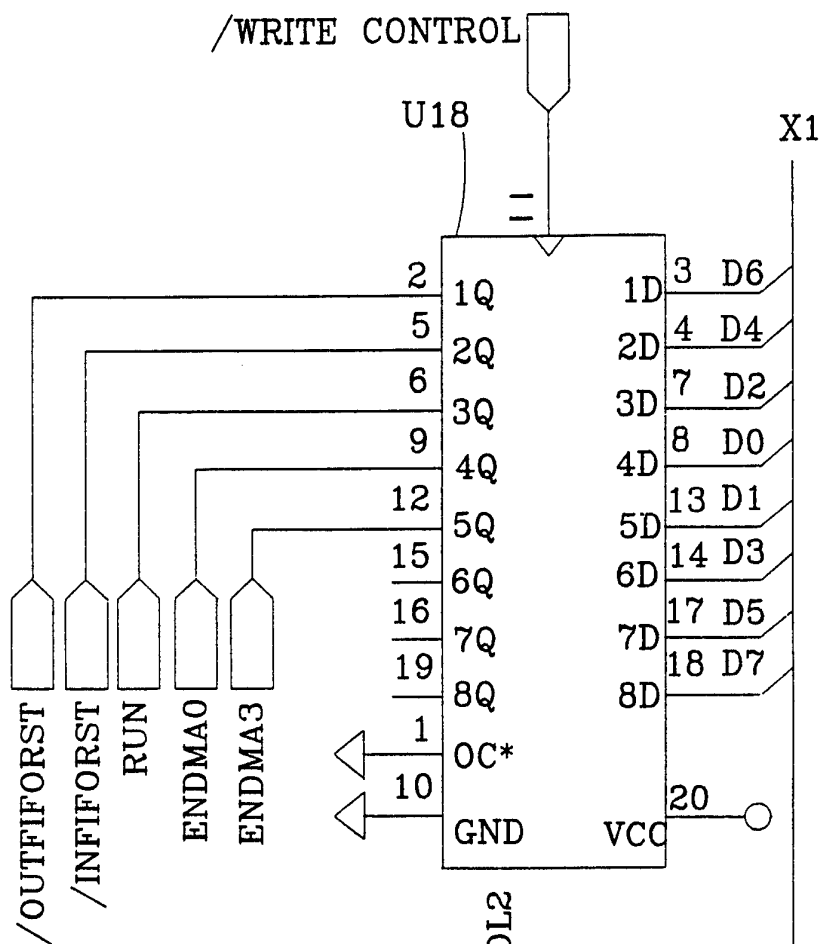 /WRITE CONTROL
U18
X1
11
2 1Q 1D 3 D6
5 2Q 2D 4 D4
6 3Q 3D 7 D2
9 4Q 4D 8 D0
12 5Q 5D 13 D1
15 6Q 6D 14 D3
16 7Q 7D 17 D5
19 8Q 8D 18 D7
1 OC*
10 GND VCC 20
/OUTFIFORST
/INFIFORST
RUN
ENDMA0
ENDMA3
OL2